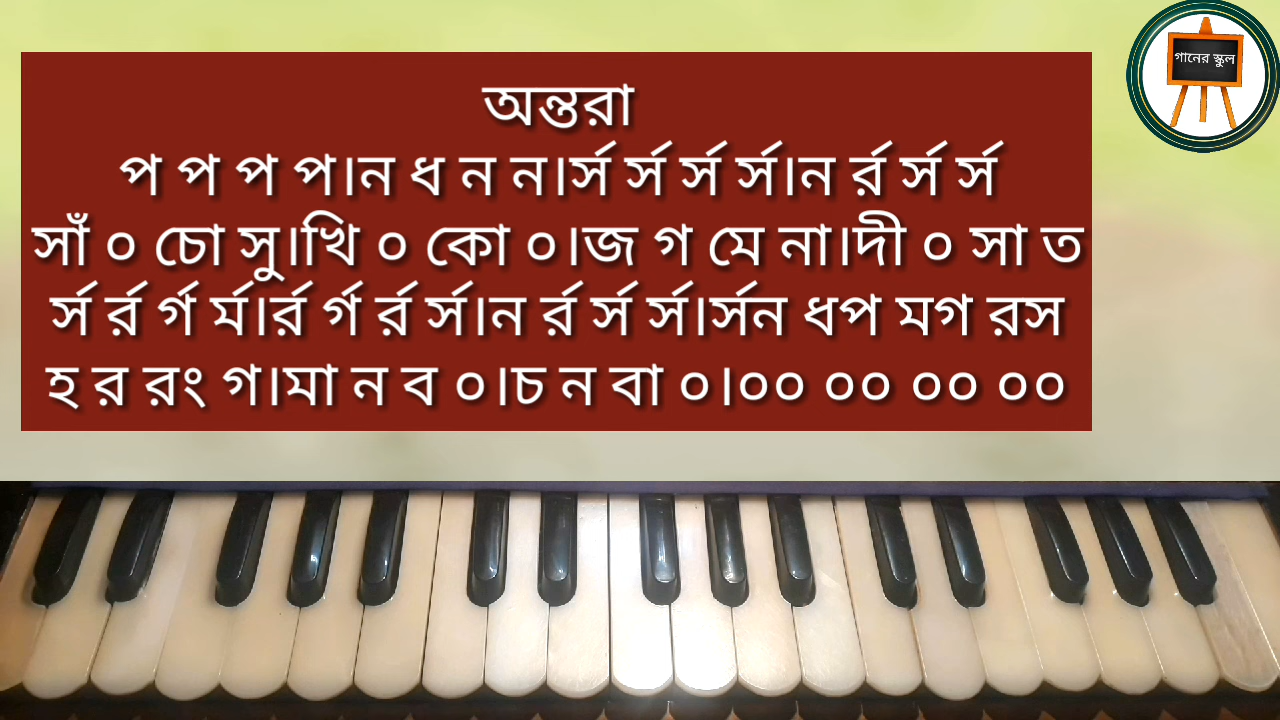 গানের স্কুল
অন্তরা
প প প প।ন ধ ন ন।র্স র্স র্স র্স।ন র্র র্স র্স
সাঁ ০ চো সু।খি ০ কো ০।জ গ মে না।দী ০ সা ত
র্স র্র র্গ র্ম।র্র র্গ র্র র্স।ন র্র র্স র্স।র্সন ধপ মগ রস
হ র রং গ।মা ন ব ০।চ ন বা ০।০০ ০০ ০০ ০০